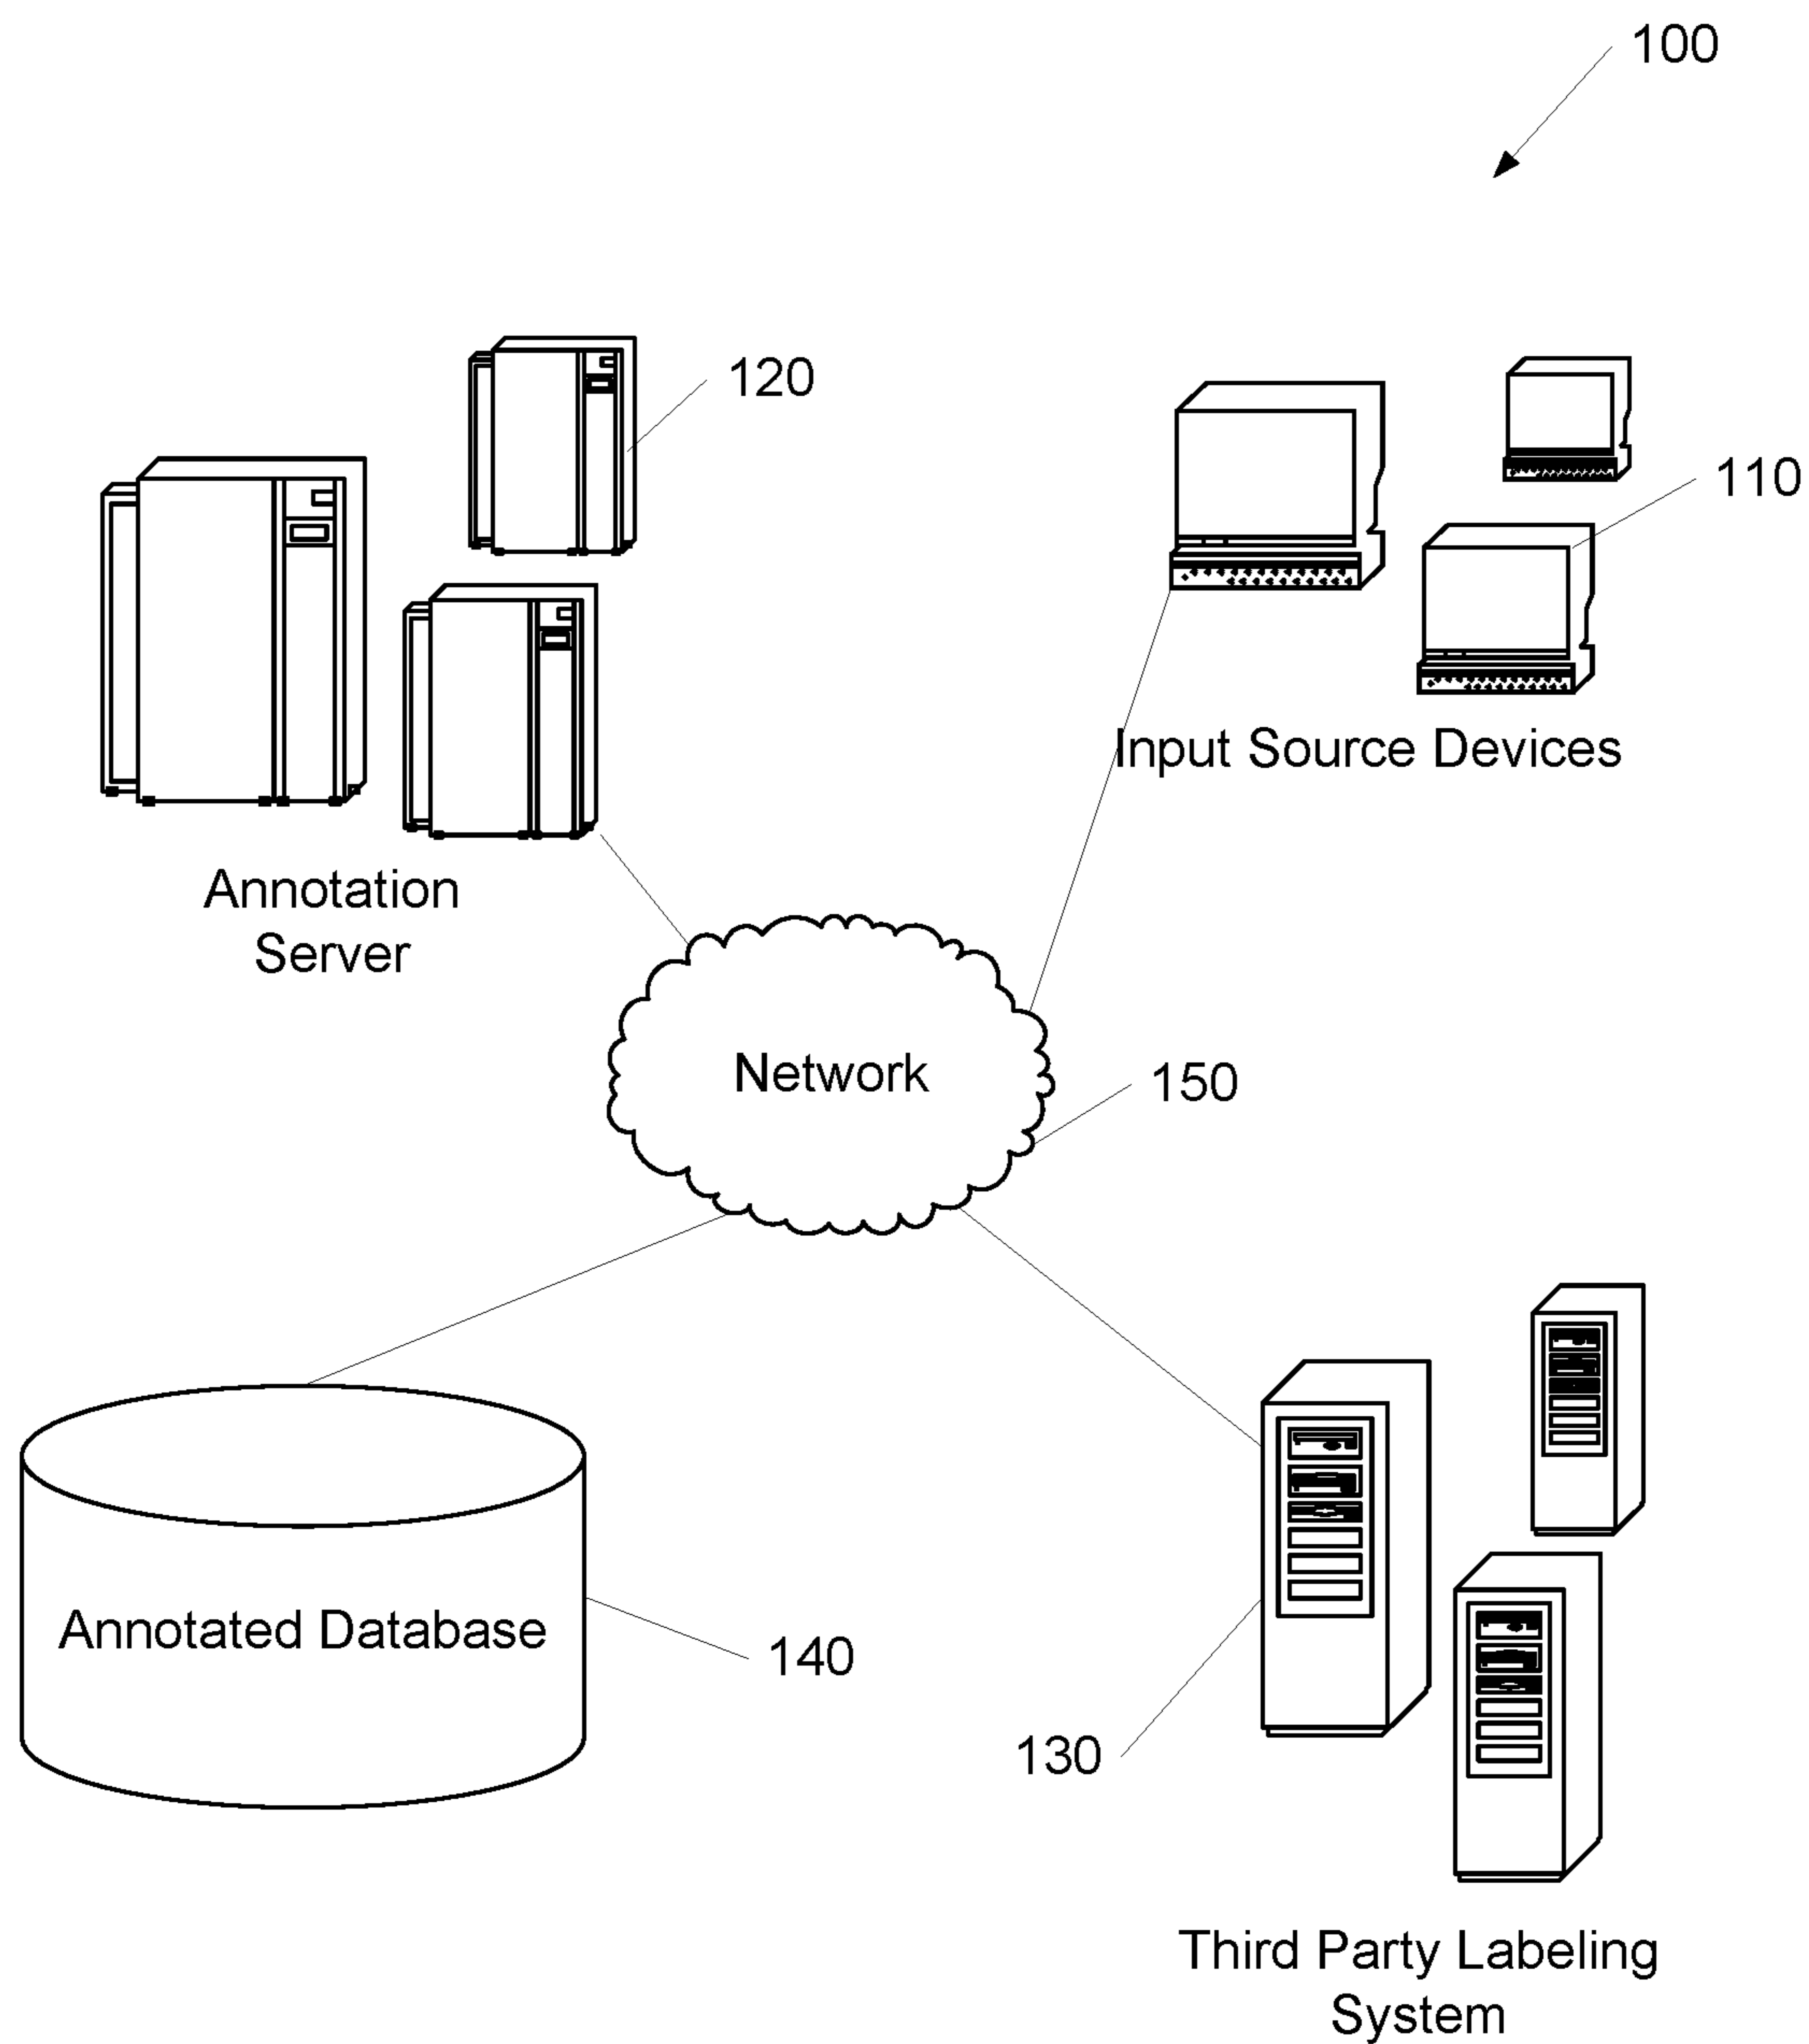 100
120
110
Input Source Devices
Annotation
Server
Network
150
Annotated Database
140
130
Third Party Labeling
System